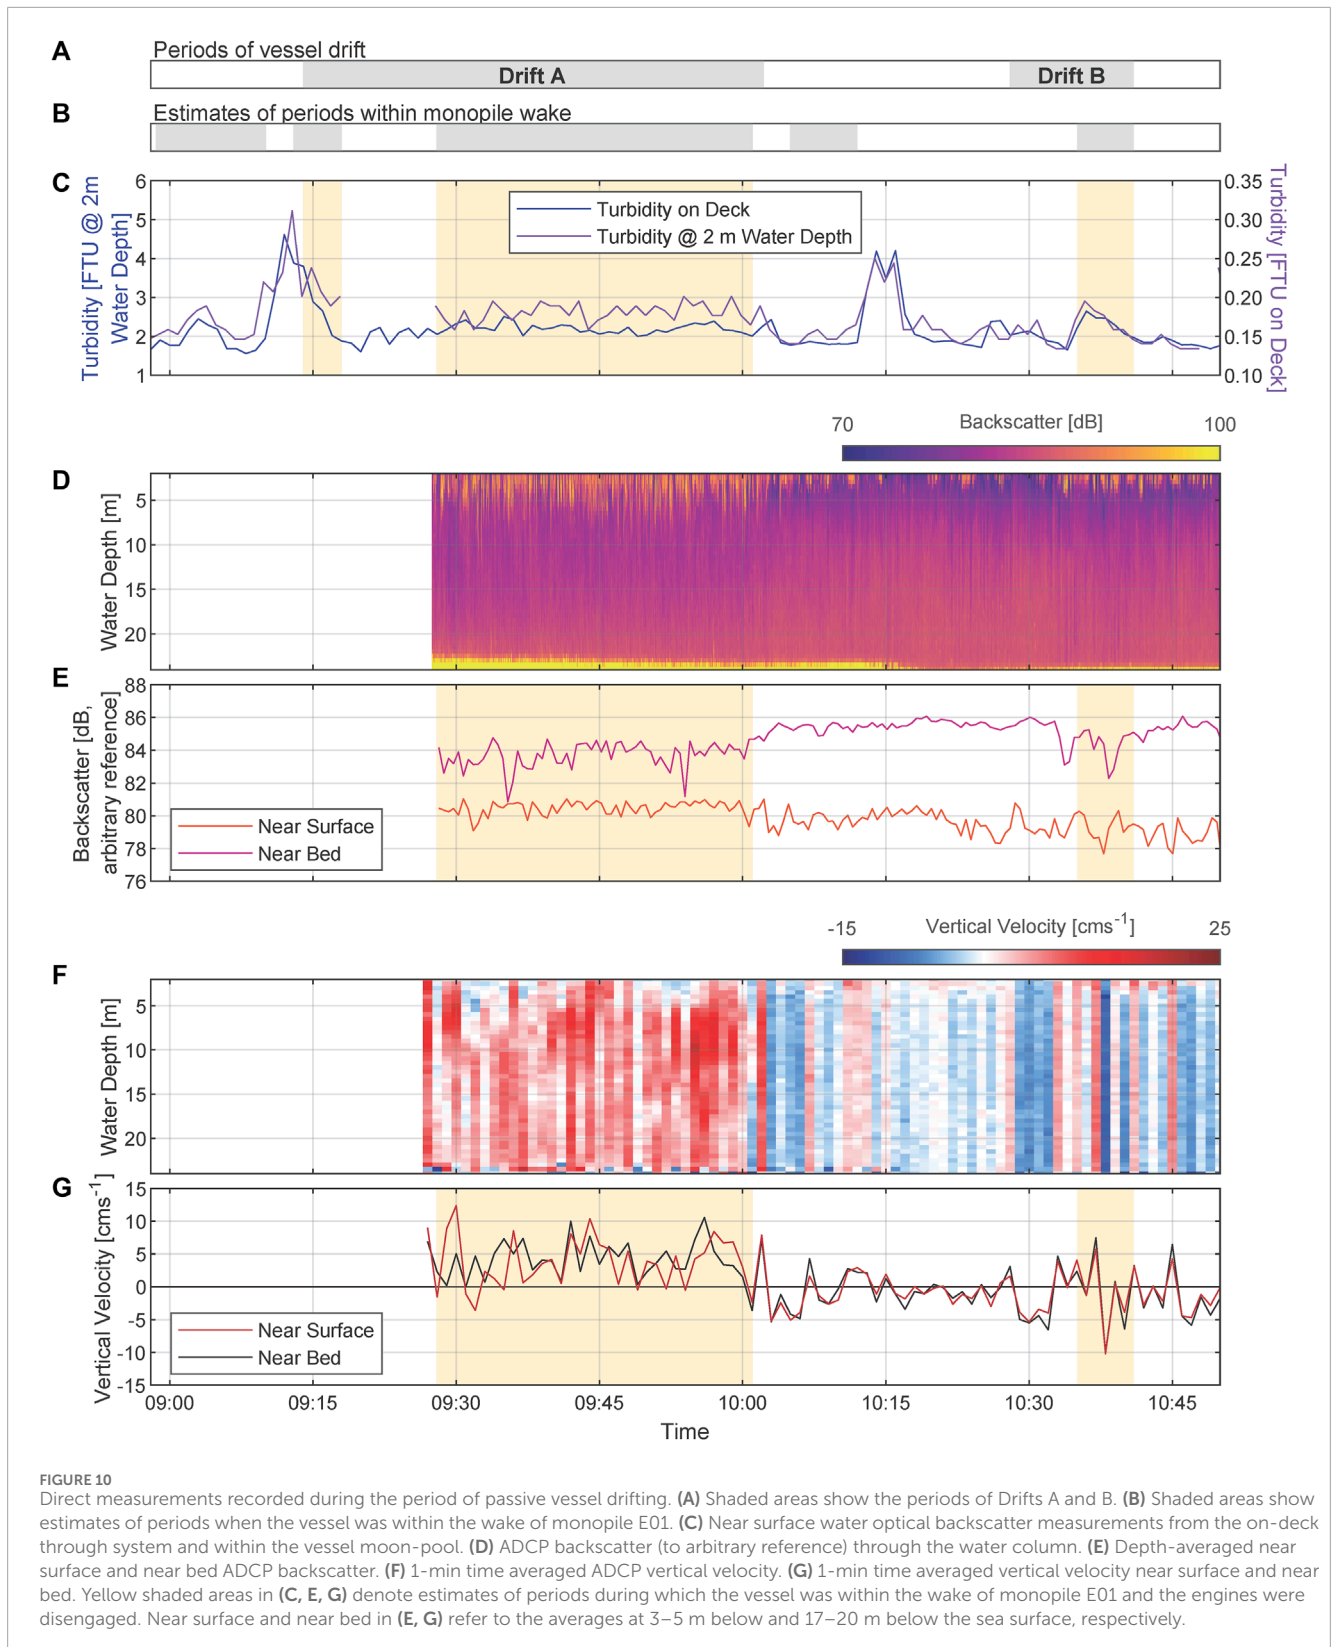 A
Periods of vessel drift
Drift A
Drift B
B
Estimates of periods within monopile wake
C
Turbidity [FTU @ 2m
Water Depth]
6
5
4
3
2
1
Turbidity on Deck
Turbidity @ 2 m Water Depth
0.35
0.30
0.25
0.20
0.15
0.10
Turbidity
[FTU on Deck]
70
Backscatter [dB]
100
D
Water Depth [m]
5
10
15
20
E
Backscatter [dB,
arbitrary reference]
88
86
84
82
80
78
76
Near Surface
Near Bed
-15
Vertical Velocity [cms-1]
25
F
Water Depth [m]
5
10
15
20
G
Vertical Velocity [cms-1]
15
10
5
0
-5
-10
-15
Near Surface
Near Bed
09:00
09:15
09:30
09:45
10:00
10:15
10:30
10:45
Time
FIGURE 10
Direct measurements recorded during the period of passive vessel drifting. (A) Shaded areas show the periods of Drifts A and B. (B) Shaded areas show
estimates of periods when the vessel was within the wake of monopile E01. (C) Near surface water optical backscatter measurements from the on-deck
through system and within the vessel moon-pool. (D) ADCP backscatter (to arbitrary reference) through the water column. (E) Depth-averaged near
surface and near bed ADCP backscatter. (F) 1-min time averaged ADCP vertical velocity. (G) 1-min time averaged vertical velocity near surface and near
bed. Yellow shaded areas in (C, E, G) denote estimates of periods during which the vessel was within the wake of monopile E01 and the engines were
disengaged. Near surface and near bed in (E, G) refer to the averages at 3–5 m below and 17–20 m below the sea surface, respectively.